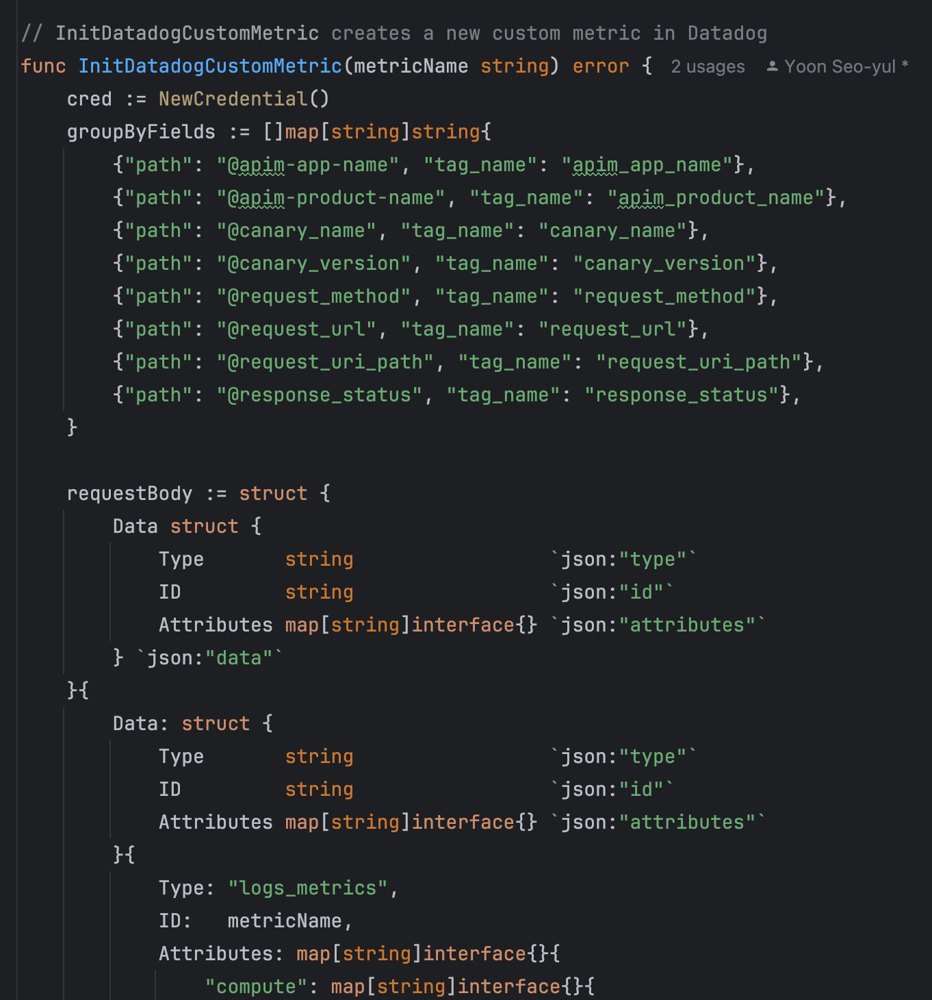 // InitDatadogCustomMetric creates a new custom metric in Datadog
func InitDatadogCustomMetric(metricName string) error { 2 usages Yoon Seo-yul *
cred := NewCredential()
groupByFields := []map[string]string{
{"path": "@apim-app-name", "tag_name": "apim_app_name"},
{"path": "@apim-product-name", "tag_name": "apim_product_name"},
{"path": "@canary_name", "tag_name": "canary_name"},
{"path": "@canary_version", "tag_name": "canary_version"},
{"path": "@request_method", "tag_name": "request_method"},
{"path": "@request_url", "tag_name": "request_url"},
{"path": "@request_uri_path", "tag_name": "request_uri_path"},
{"path": "@response_status", "tag_name": "response_status"},
}
requestBody := struct {
Data struct {
Type string `json:"type"`
ID string `json:"id"`
Attributes map[string]interface{} `json:"attributes"`
} `json:"data"`
}{
Data: struct {
Type string `json:"type"`
ID string `json:"id"`
Attributes map[string]interface{} `json:"attributes"`
}{
Type: "logs_metrics",
ID: metricName,
Attributes: map[string]interface{}{
"compute": map[string]interface{}{